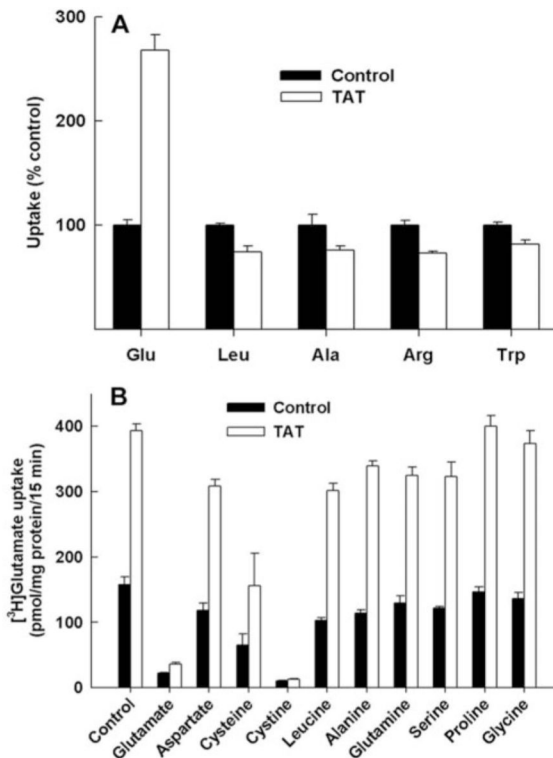 A
Control
TAT
Uptake (% control)
300
200
100
Glu Leu Ala Arg Trp
B
Control
TAT
[³H]Glutamate uptake
(pmol/mg protein/15 min)
400
300
200
100
0
Control Glutamate Aspartate Cysteine Cystine Leucine Alanine Glutamine Serine Proline Glycine